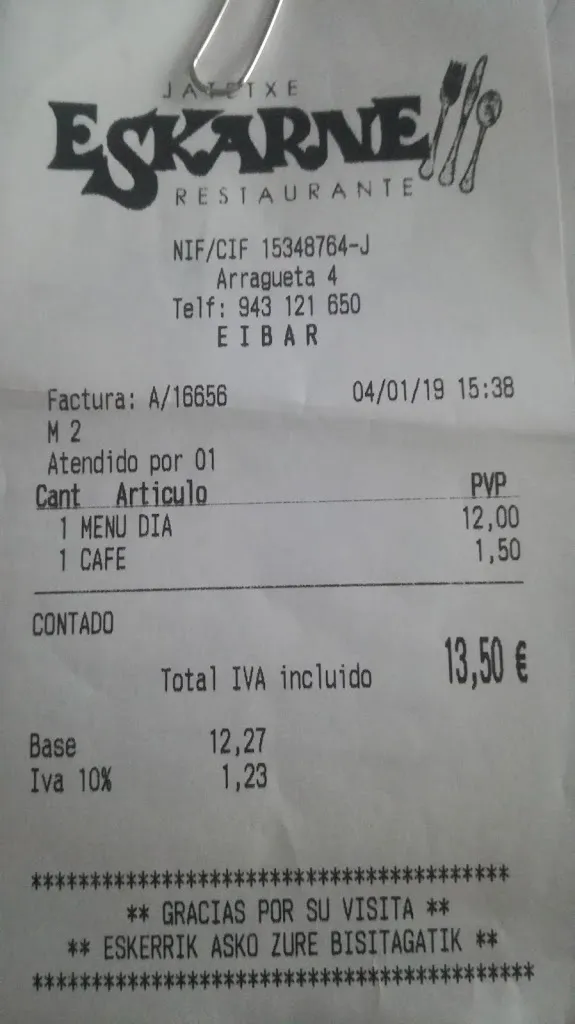 JATETXE
ESKARNE
RESTAURANTE
NIF/CIF 15348764-J
Arragueta 4
Telf: 943 121 650
EIBAR
Factura: A/16656 04/01/19 15:38
M 2
Atendido por 01
Cant Articulo PVP
1 MENU DIA 12,00
1 CAFE 1,50
CONTADO
Total IVA incluido 13,50 €
Base 12,27
Iva 10% 1,23
*****************************************
** GRACIAS POR SU VISITA **
** ESKERRIK ASKO ZURE BISITAGATIK **
*******************************************